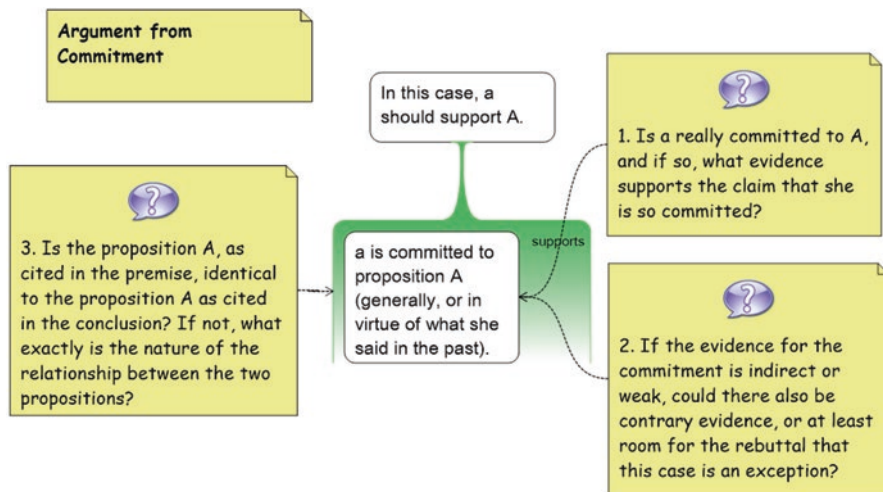 Argument from
Commitment
In this case, a
should support A.
1. Is a really committed to A,
and if so, what evidence
supports the claim that she
is so committed?
supports
a is committed to
proposition A
(generally, or in
virtue of what she
said in the past).
3. Is the proposition A, as
cited in the premise, identical
to the proposition A as cited
in the conclusion? If not, what
exactly is the nature of the
relationship between the two
propositions?
2. If the evidence for the
commitment is indirect or
weak, could there also be
contrary evidence, or at least
room for the rebuttal that
this case is an exception?